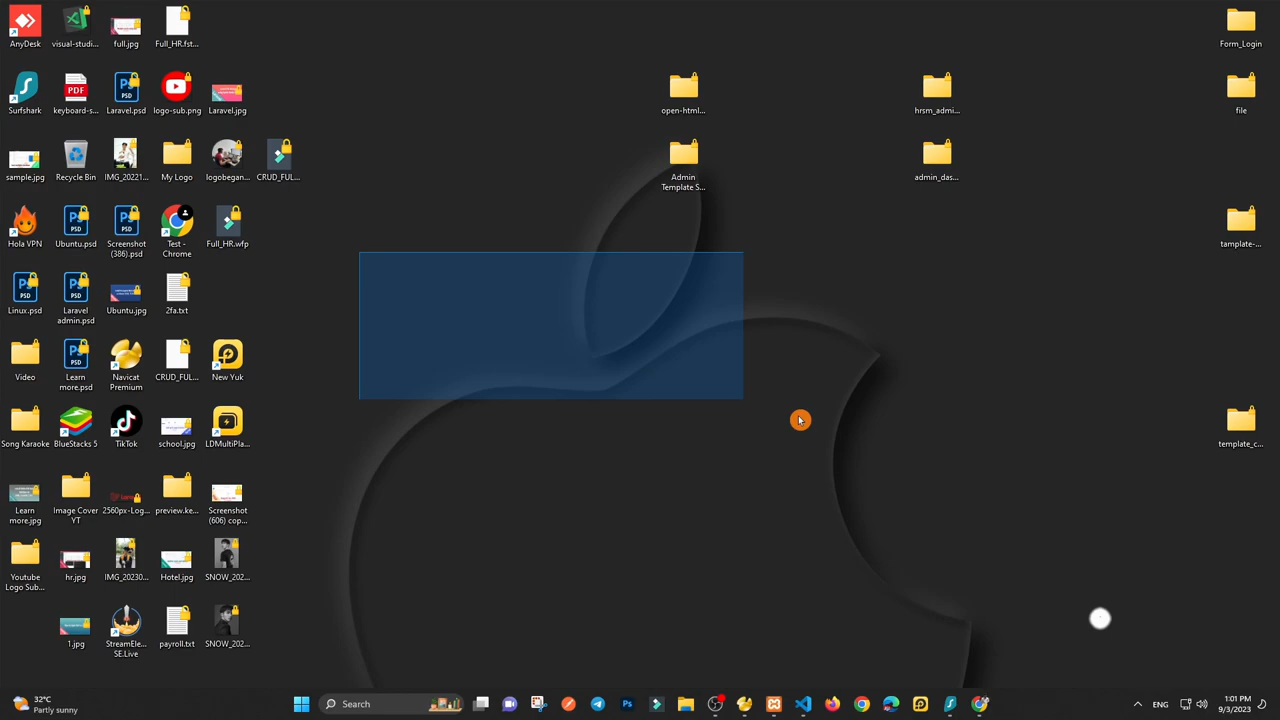 AnyDesk
visual-studi...
full.jpg
Full_HR.fst...
Form_Login
Surfshark
keyboard-s...
Laravel.psd
logo-sub.png
Laravel.jpg
open-html...
hrsm_admi...
file
sample.jpg
Recycle Bin
IMG_20221...
My Logo
logobegan...
CRUD_FUL...
Admin
Template S...
admin_das...
Hola VPN
Ubuntu.psd
Screenshot
(386).psd
Test -
Chrome
Full_HR.wfp
tamplate-...
Linux.psd
Laravel
admin.psd
Ubuntu.jpg
2fa.txt
Video
Learn
more.psd
Navicat
Premium
CRUD_FUL...
New Yuk
Song Karaoke
BlueStacks 5
TikTok
school.jpg
LDMultiPla...
template_c...
Learn
more.jpg
Image Cover
YT
2560px-Log...
preview.ke...
Screenshot
(606) cop...
Youtube
Logo Sub...
hr.jpg
IMG_20230...
Hotel.jpg
SNOW_202...
1.jpg
StreamEle...
SE.Live
payroll.txt
SNOW_202...
32°C
Partly sunny
Search
ENG
1:01 PM
9/3/2023